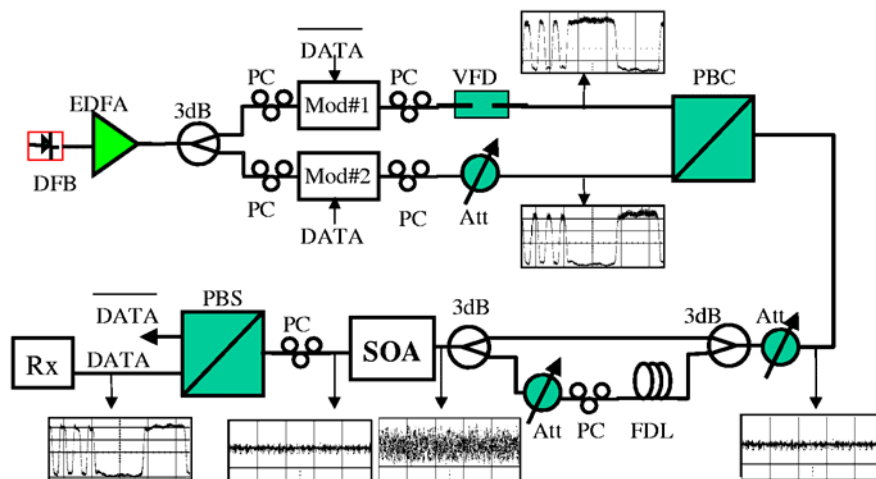 DATA
PC
PC
VFD
PBC
EDFA
3dB
Mod#1
DFB
Mod#2
PC
PC
Att
DATA
DATA
PBS
PC
3dB
3dB
Att
SOA
Rx
DATA
Att
PC
FDL